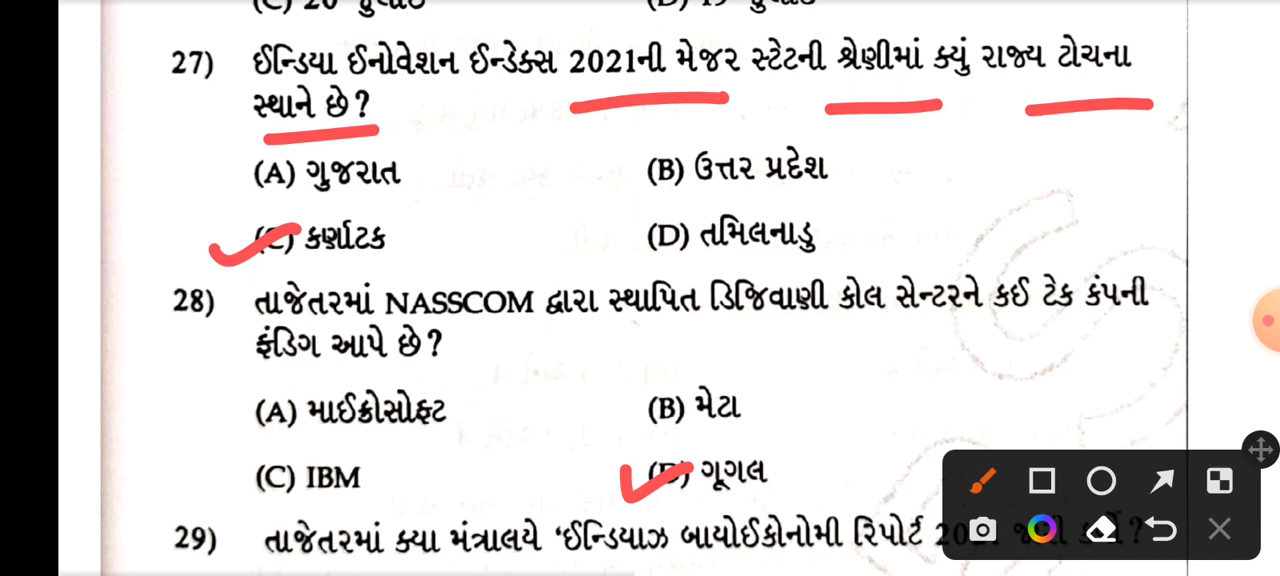 27) ઈન્ડિયા ઈનોવેશન ઈન્ડેક્સ 2021ની મેજર સ્ટેટની શ્રેણીમાં ક્યું રાજ્ય ટોચના
સ્થાને છે?
(A) ગુજરાત (B) ઉત્તર પ્રદેશ
કર્ણાટક (D) તમિલનાડુ
28) તાજેતરમાં NASSCOM દ્વારા સ્થાપિત ડિજિવાણી કોલ સેન્ટરને કઈ ટેક કંપની
ફંડિગ આપે છે?
(A) માઈક્રોસોફ્ટ (B) મેટા
(C) IBM ગૂગલ
29) તાજેતરમાં ક્યા મંત્રાલયે ‘ઈન્ડિયાઝ બાયોઈકોનોમી રિપોર્ટ